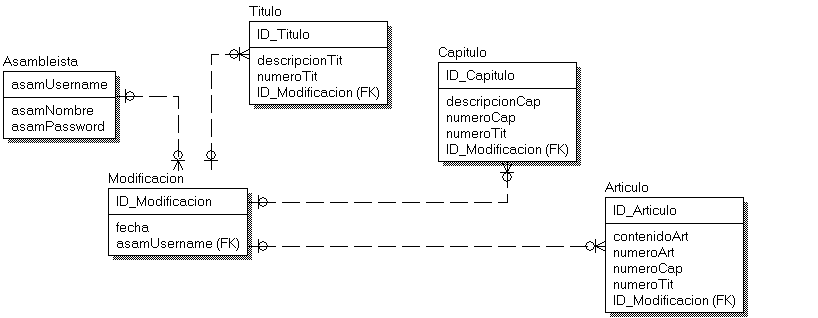 Titulo
ID_Titulo
descripcionTit
numeroTit
ID_Modificacion (FK)
Asambleista
asamUsername
asamNombre
asamPassword
Capitulo
ID_Capitulo
descripcionCap
numeroCap
numeroTit
ID_Modificacion (FK)
Modificacion
ID_Modificacion
fecha
asamUsername (FK)
Articulo
ID_Articulo
contenidoArt
numeroArt
numeroCap
numeroTit
ID_Modificacion (FK)